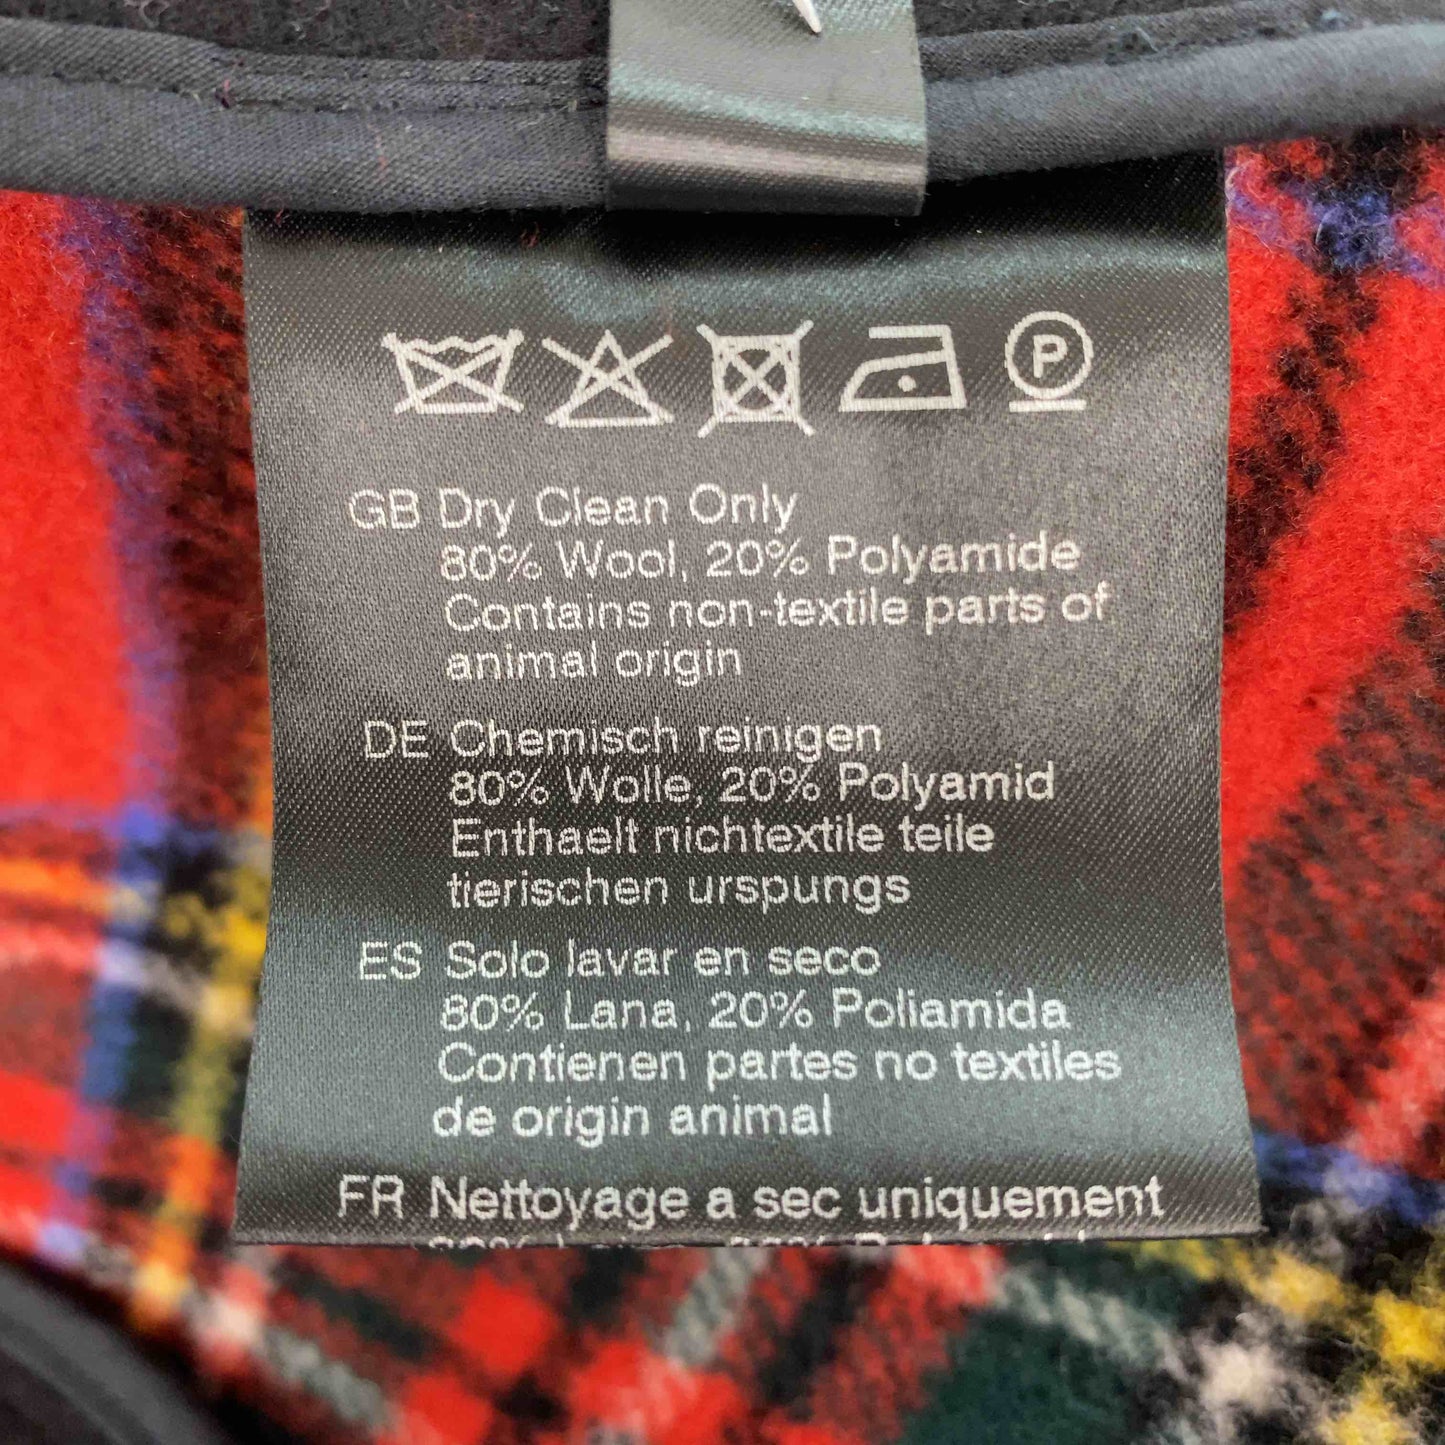 P
GB Dry Clean Only
80% Wool, 20% Polyamide
Contains non-textile parts of
animal origin
DE Chemisch reinigen
80% Wolle, 20% Polyamid
Enthaelt nichtextile teile
tierischen urspungs
ES Solo lavar en seco
80% Lana, 20% Poliamida
Contienen partes no textiles
de origin animal
FR Nettoyage a sec uniquement